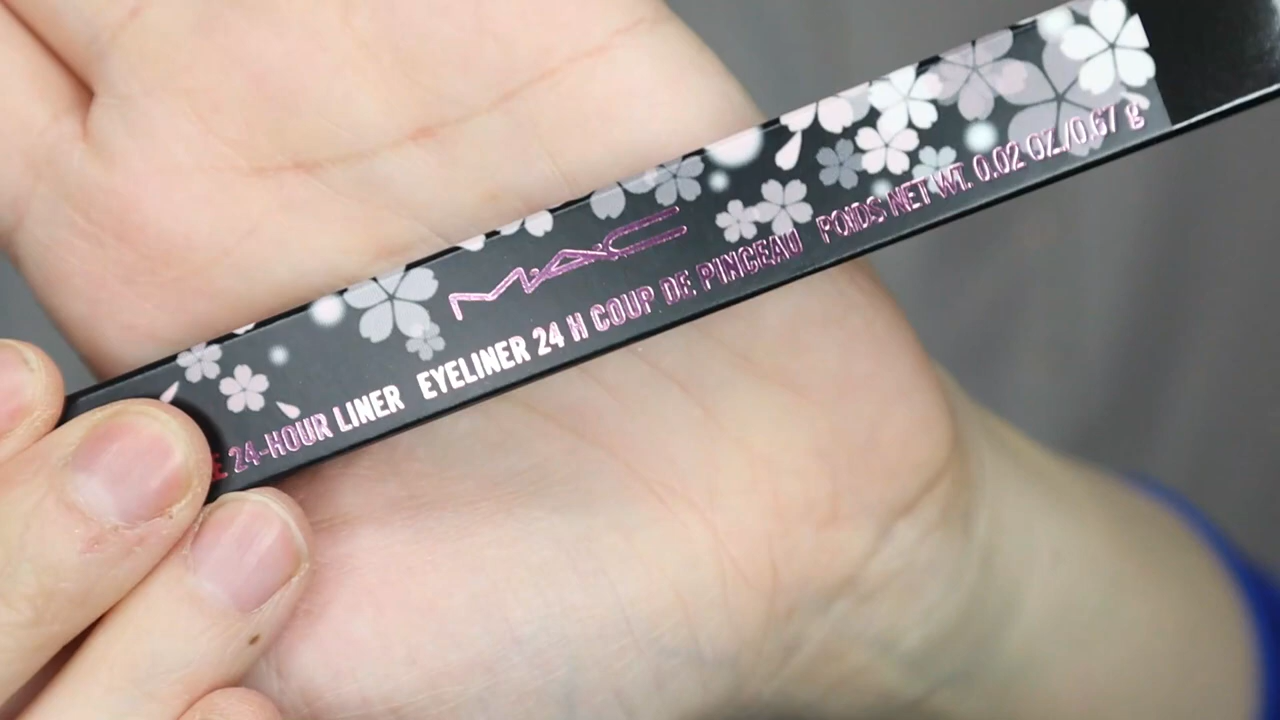 MAC
24-HOUR LINER EYELINER 24 H COUP DE PINCEAU POIDS NET WT. 0.02 OZ./0.67 g